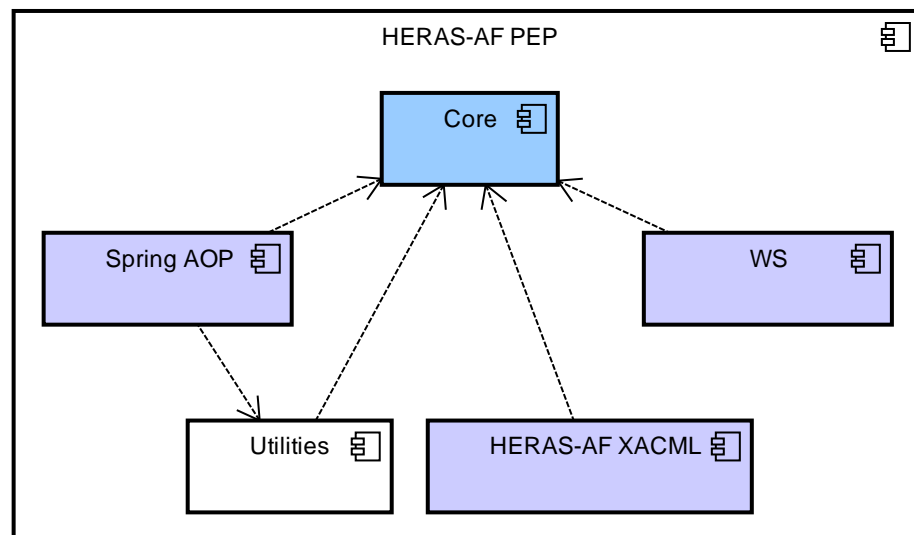 HERAS-AF PEP
Core
Spring AOP
WS
Utilities
HERAS-AF XACML